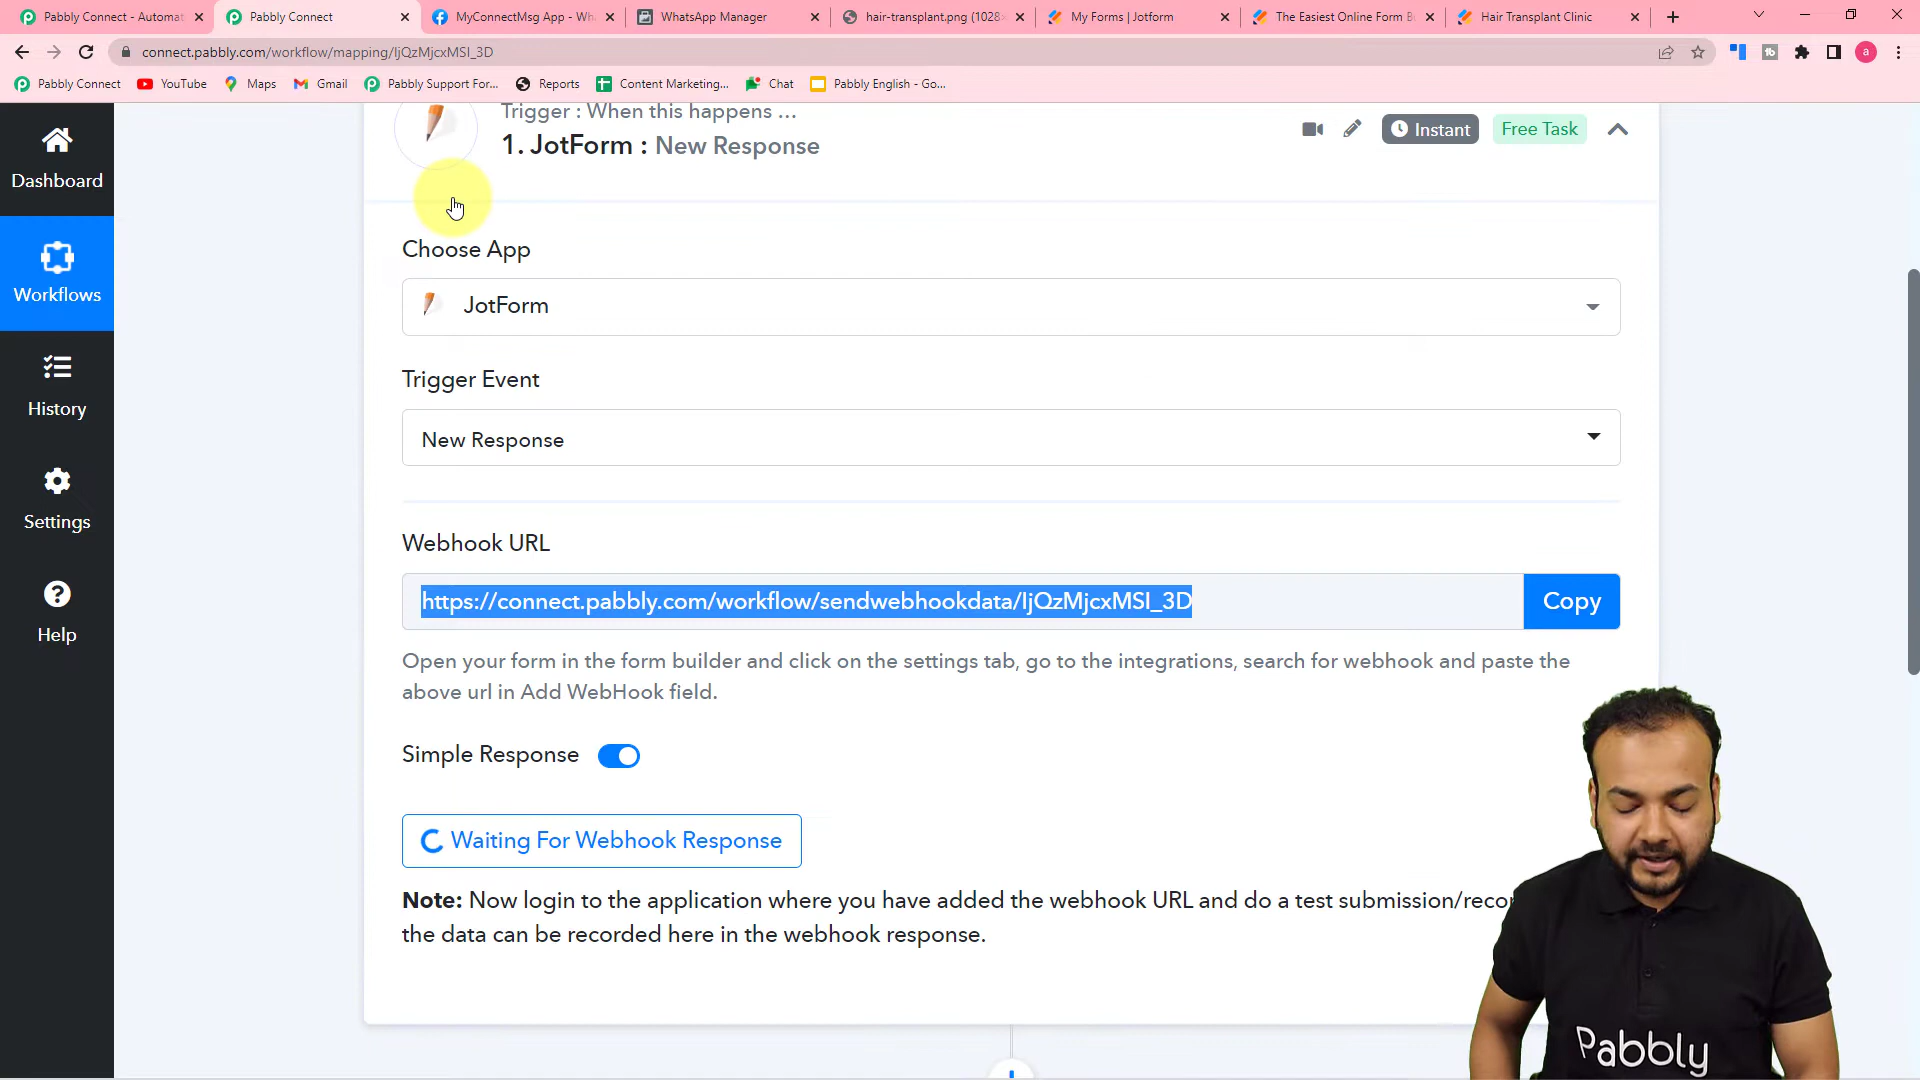 Pabbly Connect - Automat
Pabbly Connect
MyConnectMsg App - Wh
WhatsApp Manager
hair-transplant.png (1028
My Forms | Jotform
The Easiest Online Form B
Hair Transplant Clinic
connect.pabbly.com/workflow/mapping/IjQzMjcxMSI_3D
a
Pabbly Connect
YouTube
Maps
Gmail
Pabbly Support For...
Reports
Content Marketing...
Chat
Pabbly English - Go...
Dashboard
Workflows
History
Settings
Help
Trigger : When this happens ...
1. JotForm : New Response
Instant
Free Task
Choose App
JotForm
Trigger Event
New Response
Webhook URL
https://connect.pabbly.com/workflow/sendwebhookdata/IjQzMjcxMSI_3D
Copy
Open your form in the form builder and click on the settings tab, go to the integrations, search for webhook and paste the
above url in Add WebHook field.
Simple Response
Waiting For Webhook Response
Note: Now login to the application where you have added the webhook URL and do a test submission/recor
the data can be recorded here in the webhook response.
Pabbly